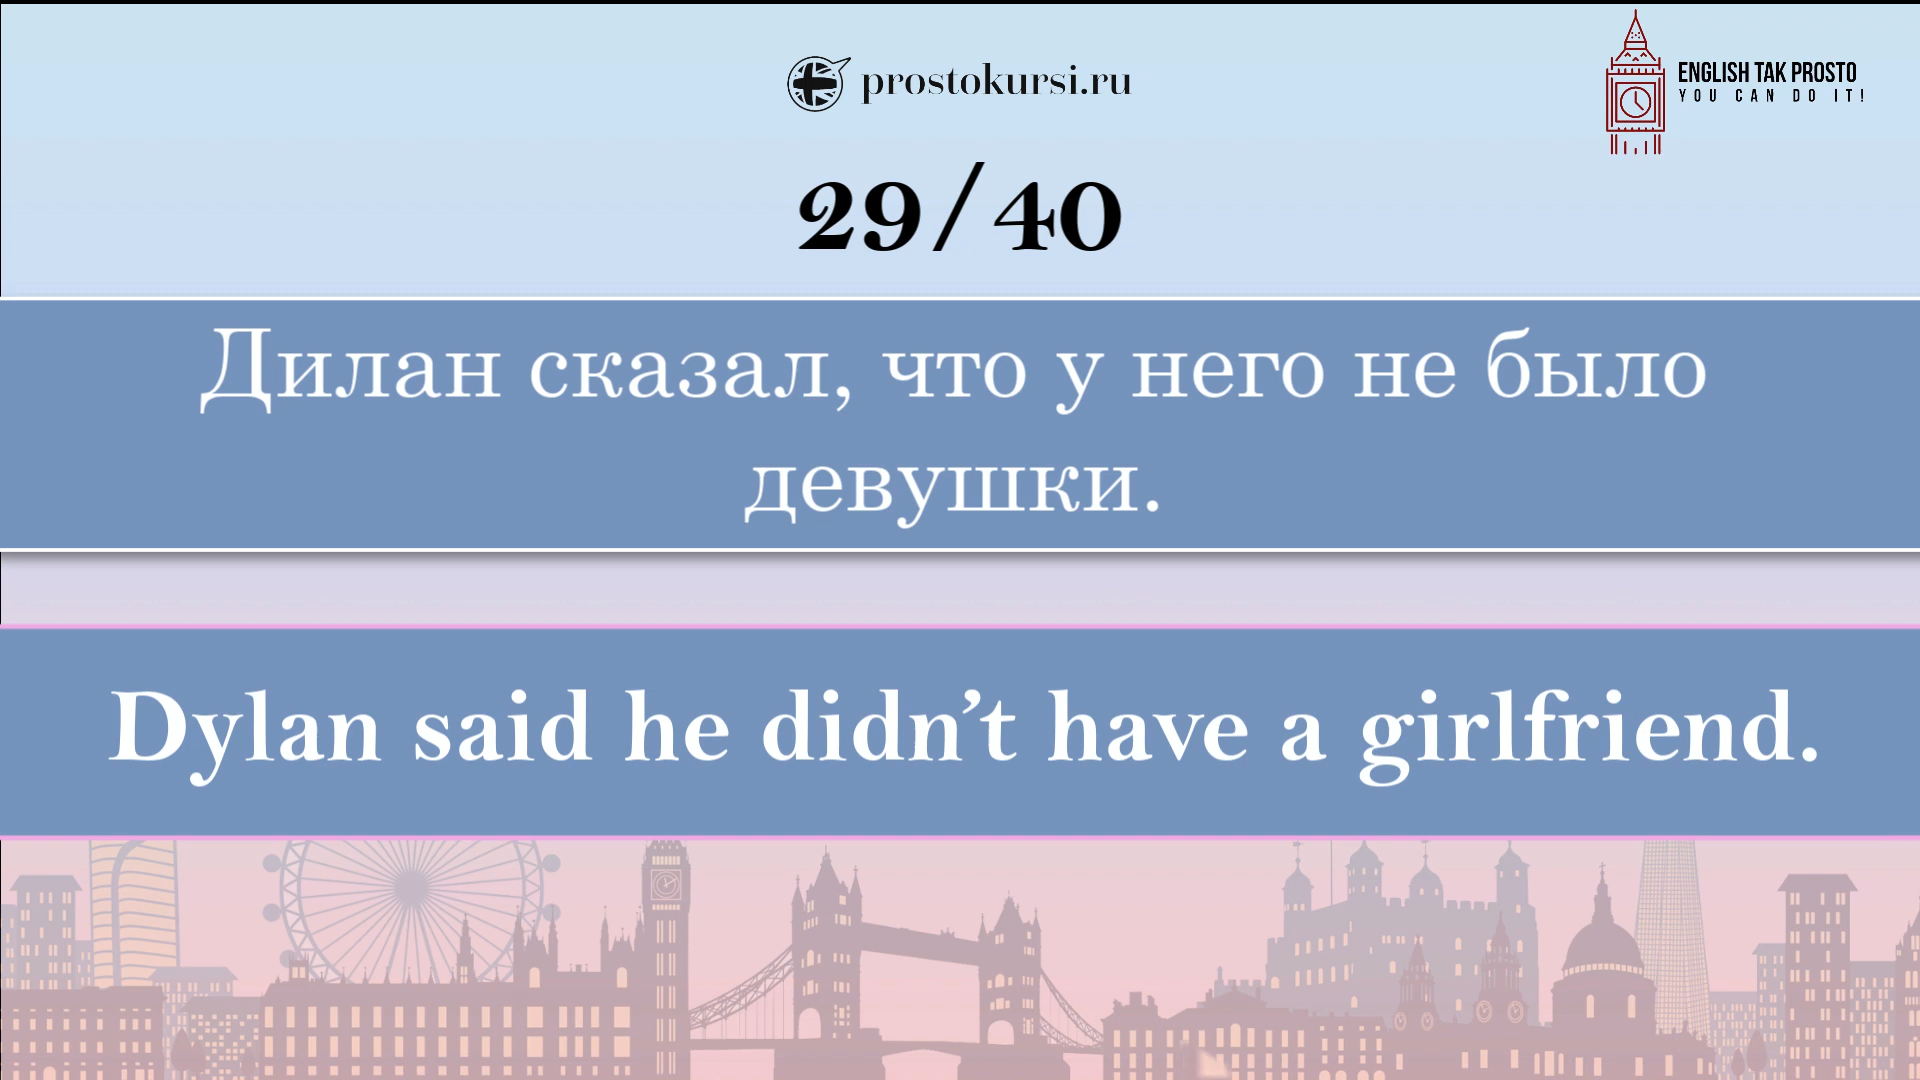 prostokursi.ru
ENGLISH TAK PROSTO
YOU CAN DO IT!
29/40
Дилан сказал, что у него не было
девушки.
Dylan said he didn’t have a girlfriend.